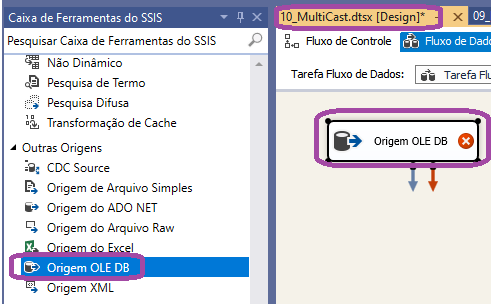 Caixa de Ferramentas do SSIS
Pesquisar Caixa de Ferramentas do SSIS
Não Dinâmico
Pesquisa de Termo
Pesquisa Difusa
Transformação de Cache
Outras Origens
CDC Source
Origem de Arquivo Simples
Origem do ADO NET
Origem do Arquivo Raw
Origem do Excel
Origem OLE DB
Origem XML
10_MultiCast.dtsx [Design]*
09_
Fluxo de Controle
Fluxo de Dado
Tarefa Fluxo de Dados:
Tarefa Flu
Origem OLE DB